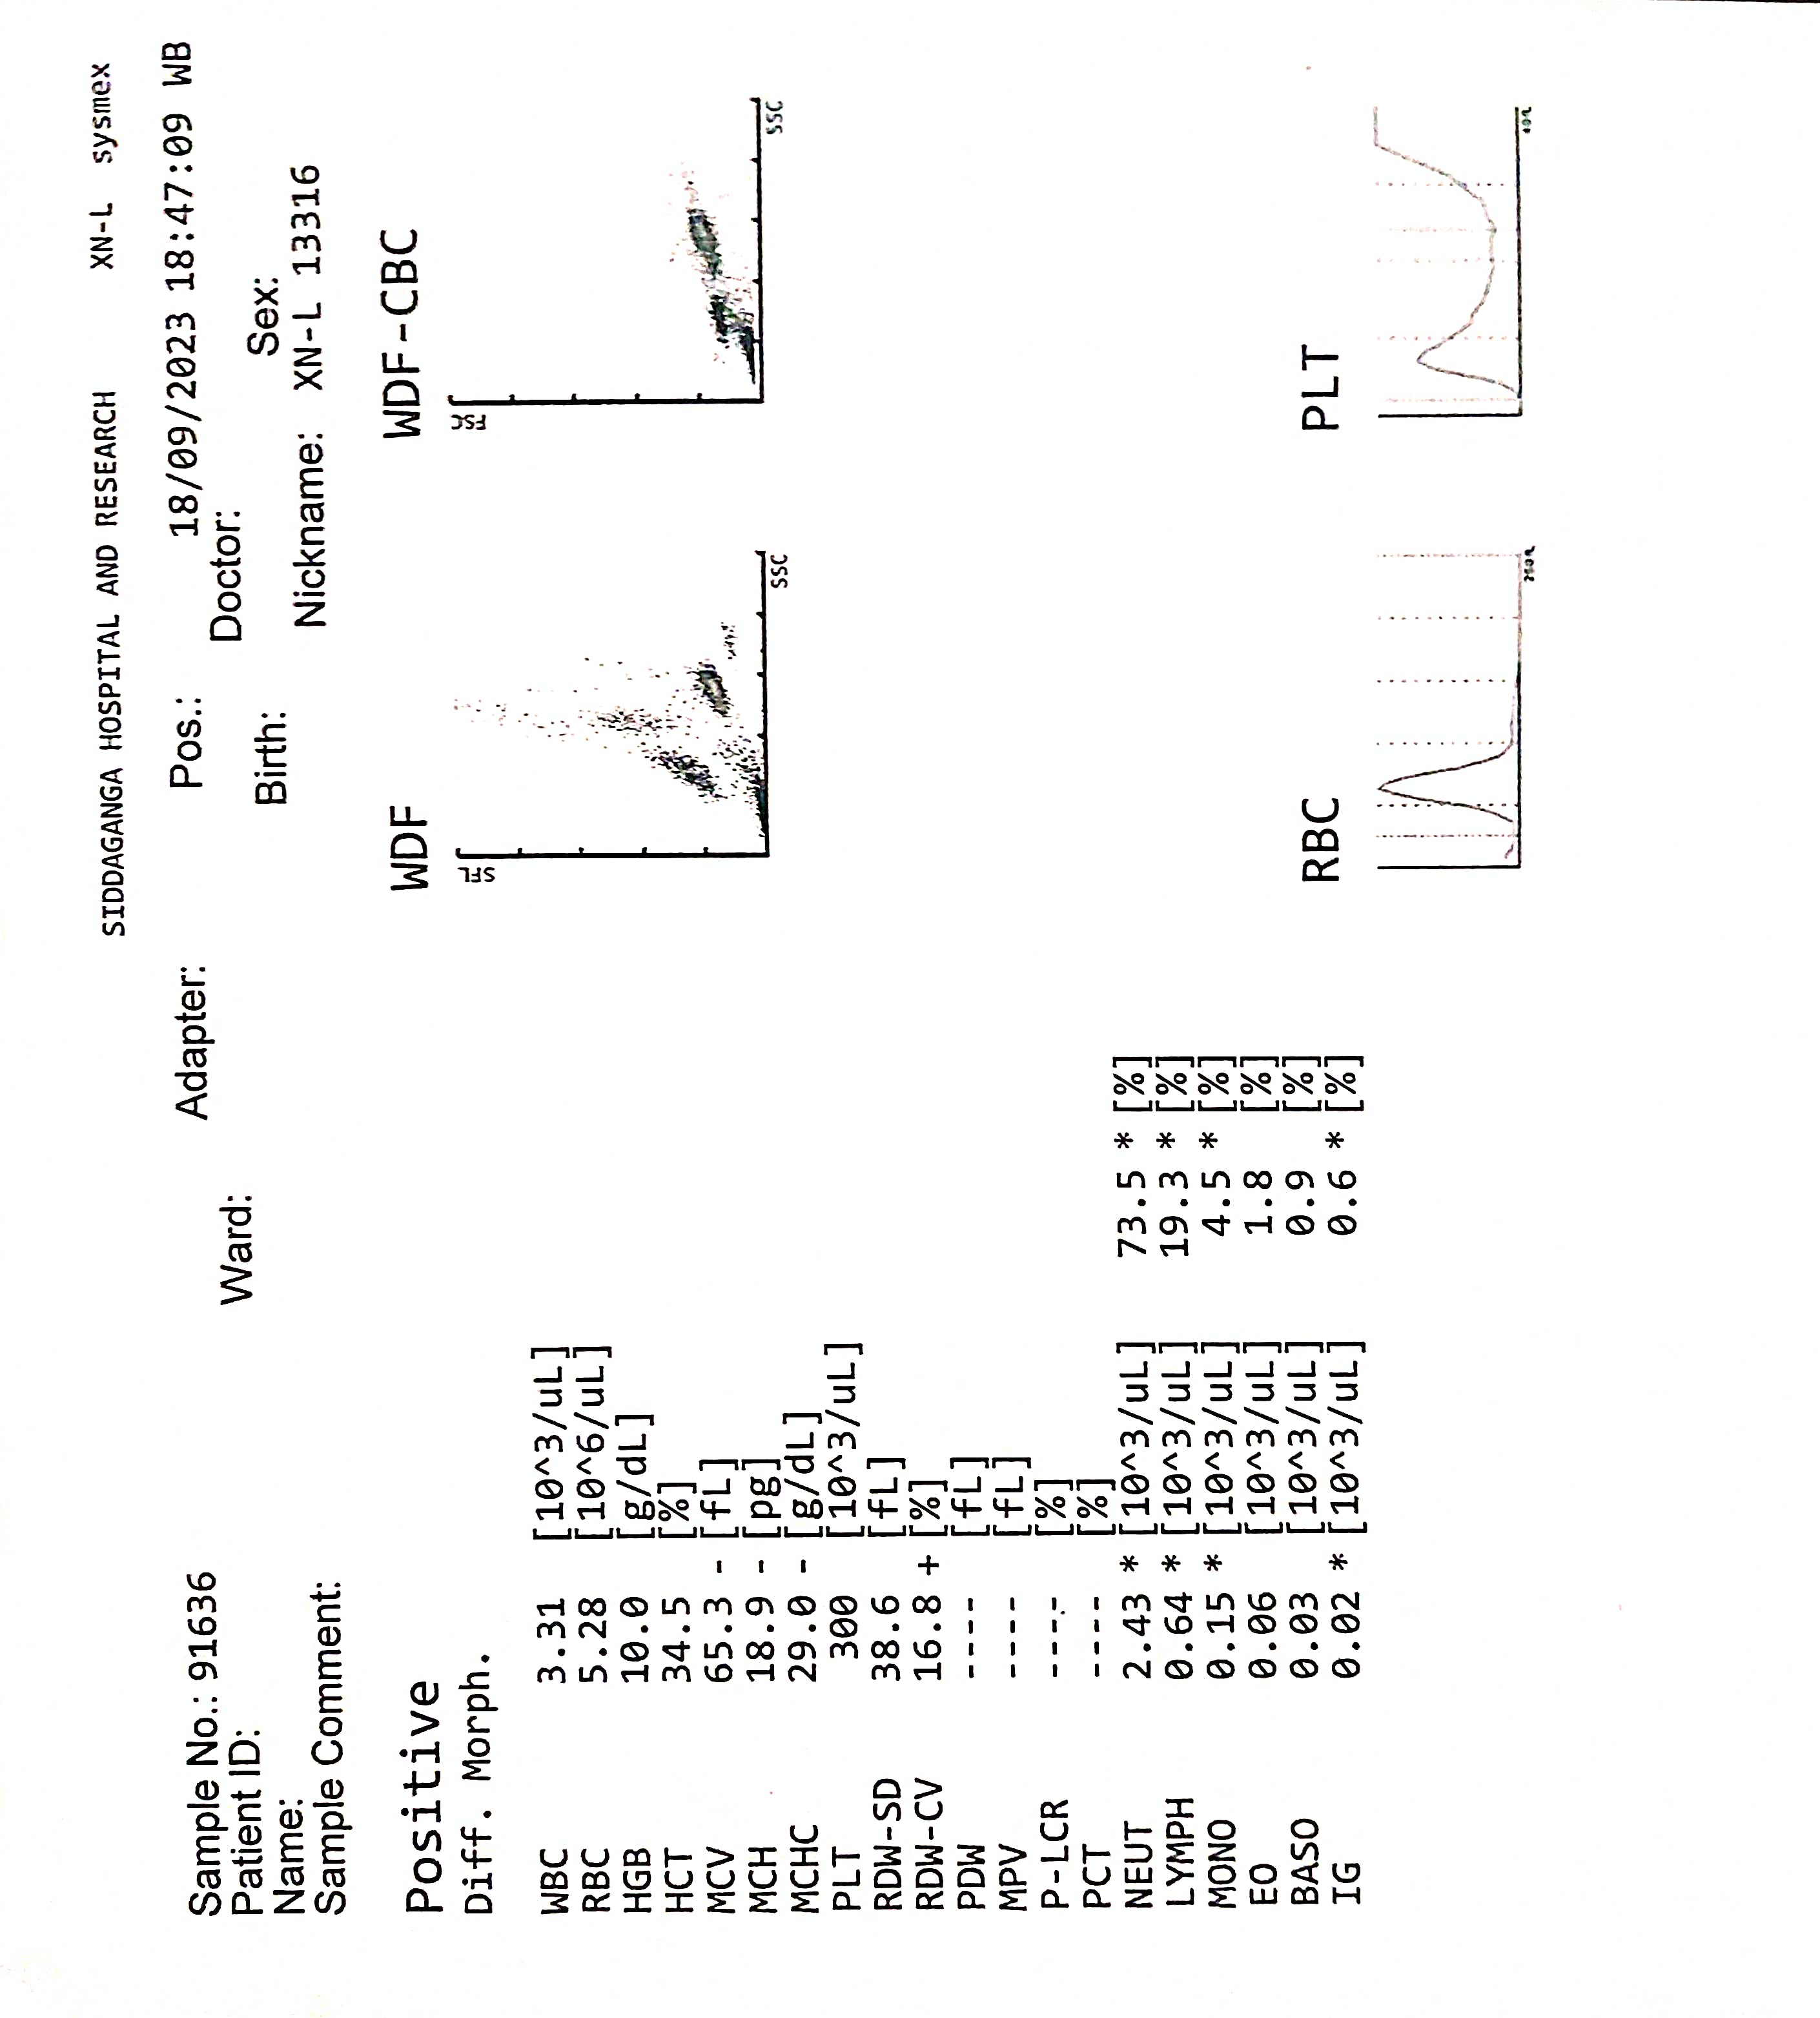 SIDDAGANGA HOSPITAL AND RESEARCH XN-L sysmex
Sample No.: 91636 Adapter: Pos.: 18/09/2023 18:47:09 WB
Patient ID: Ward: Doctor:
Name: Birth: Sex:
Sample Comment: Nickname: XN-L 13316
Positive
Diff. Morph.
WBC 3.31 [10^3/uL]
RBC 5.28 [10^6/uL]
HGB 10.0 [g/dL]
HCT 34.5 [%]
MCV 65.3 - [fL]
MCH 18.9 - [pg]
MCHC 29.0 - [g/dL]
PLT 300 [10^3/uL]
RDW-SD 38.6 [fL]
RDW-CV 16.8 + [%]
PDW ---- [fL]
MPV ---- [fL]
P-LCR ---- [%]
PCT ---- [%]
NEUT 2.43 * [10^3/uL] 73.5 * [%]
LYMPH 0.64 * [10^3/uL] 19.3 * [%]
MONO 0.15 * [10^3/uL] 4.5 * [%]
EO 0.06 [10^3/uL] 1.8 [%]
BASO 0.03 [10^3/uL] 0.9 [%]
IG 0.02 * [10^3/uL] 0.6 * [%]
WDF
SFL
SSC
WDF-CBC
FSC
SSC
RBC
PLT